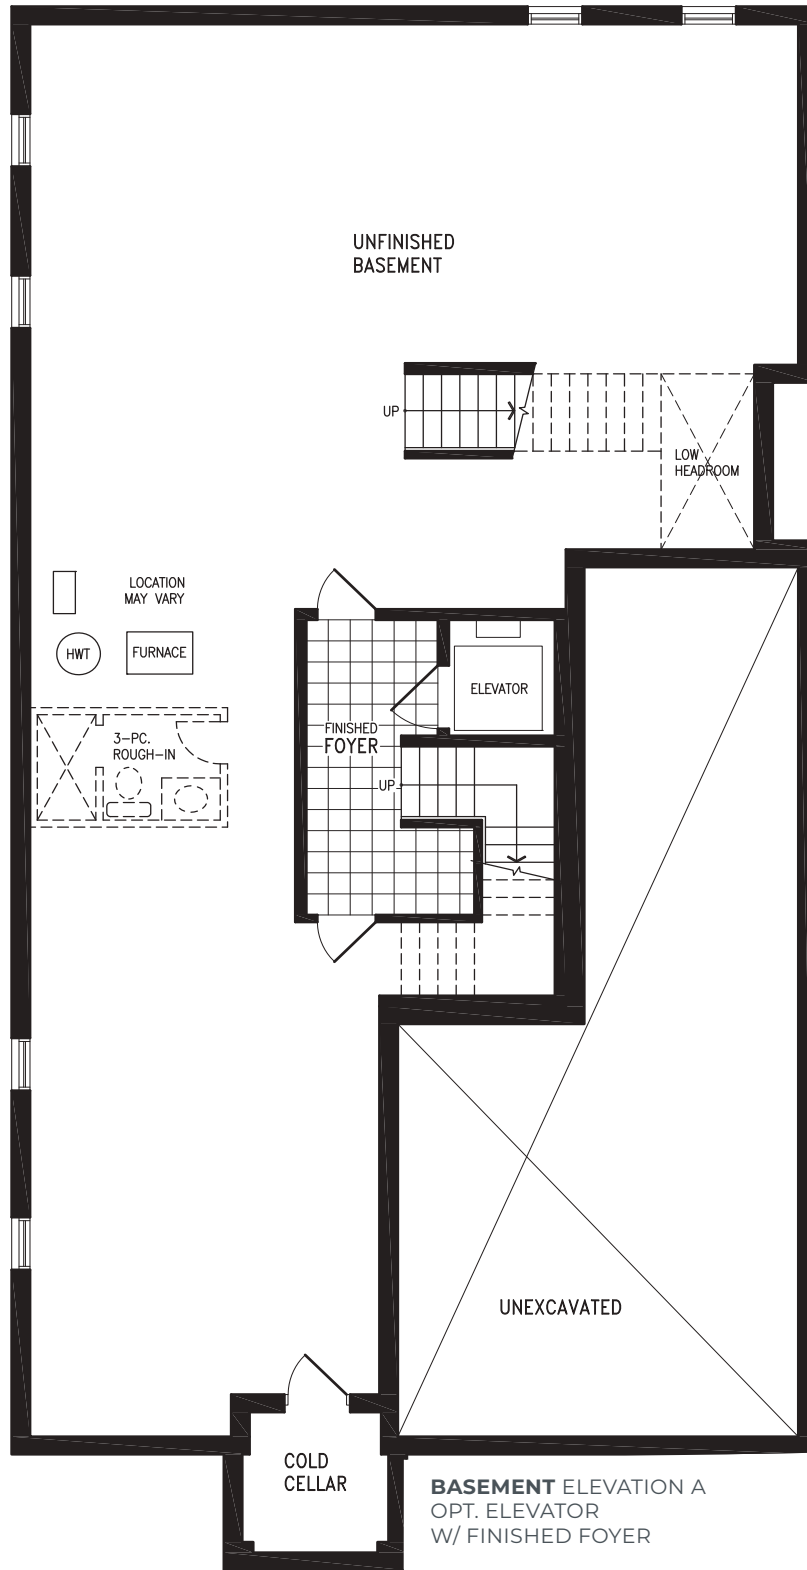 UNFINISHED
BASEMENT
UP
LOW
HEADROOM
LOCATION
MAY VARY
HWT
FURNACE
ELEVATOR
3-PC.
ROUGH-IN
FINISHED
FOYER
UP
UNEXCAVATED
COLD
CELLAR
BASEMENT ELEVATION A
OPT. ELEVATOR
W/ FINISHED FOYER